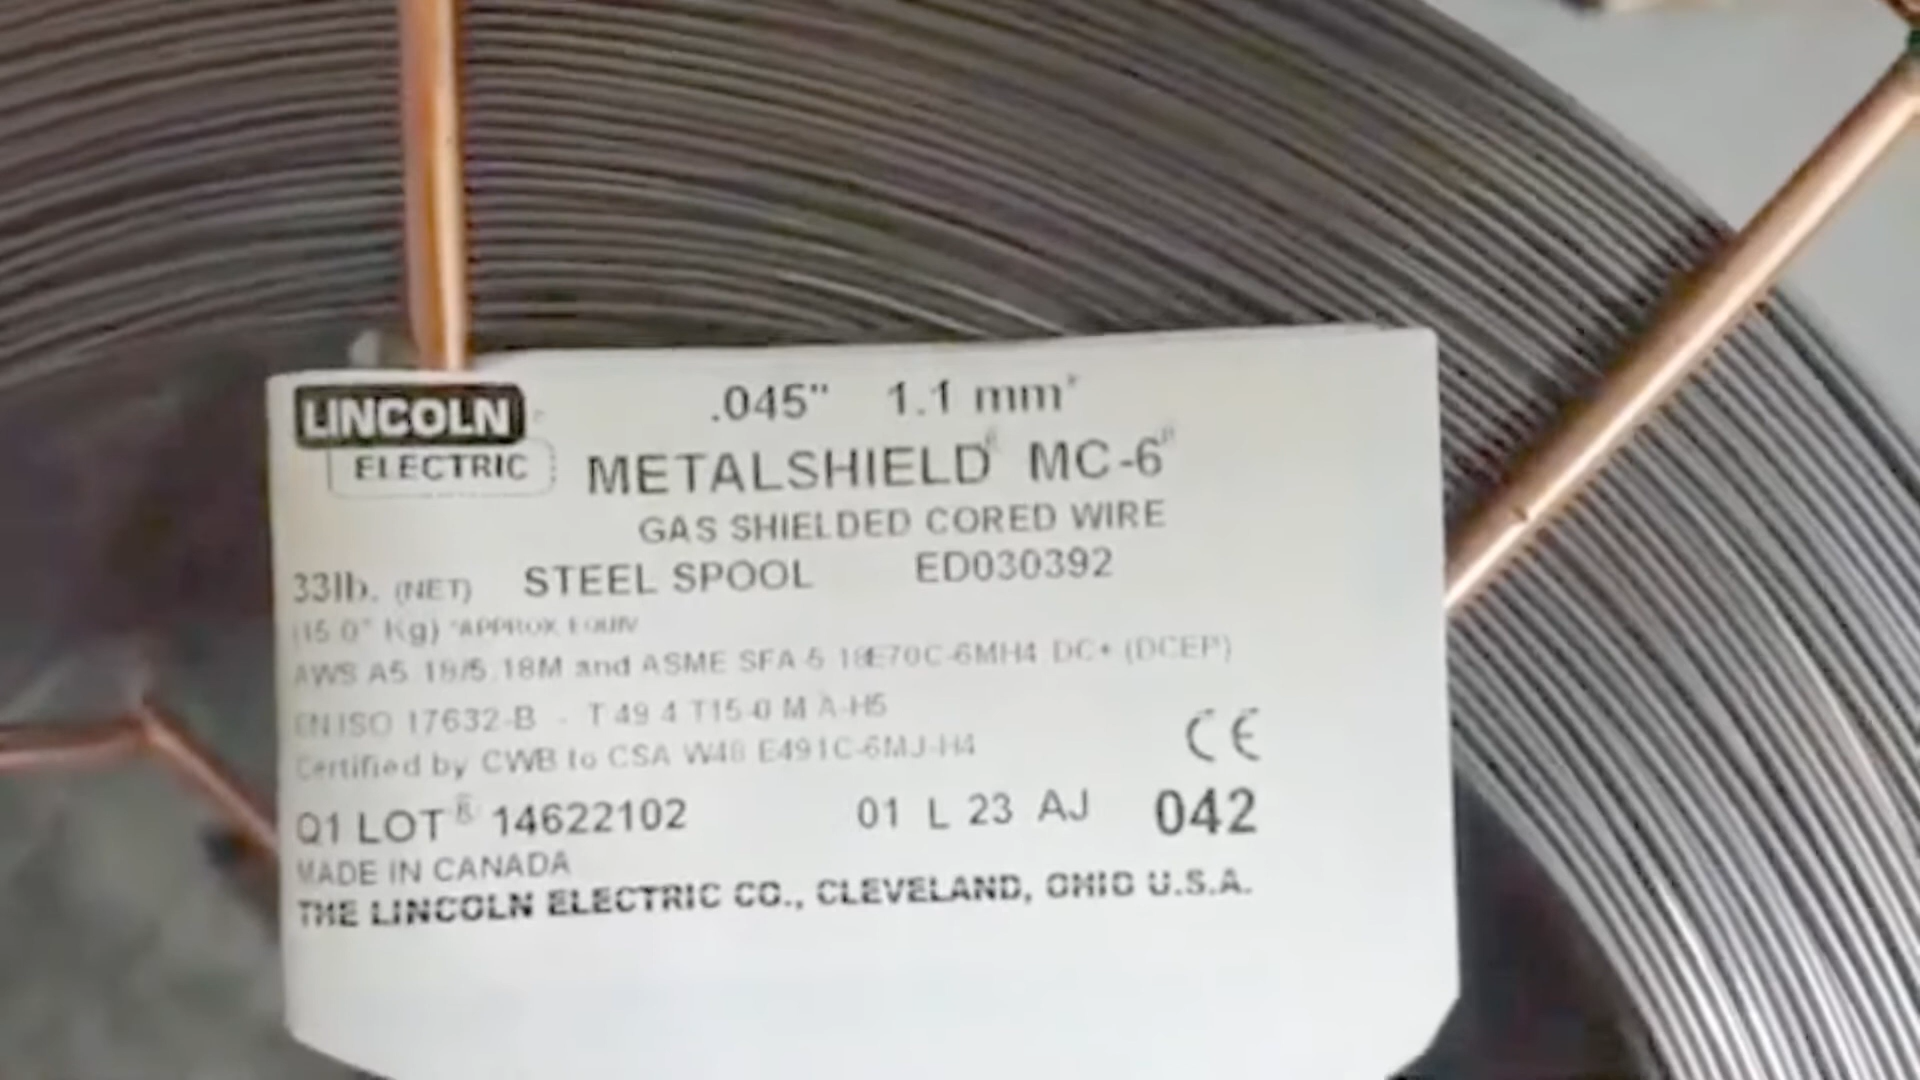 LINCOLN
ELECTRIC
.045" 1.1 mm*
METALSHIELD® MC-6®
GAS SHIELDED CORED WIRE
33lb. (NET) STEEL SPOOL ED030392
(15.0* Kg) *APPROX EQUIV
AWS A5.18/5.18M and ASME SFA-5.18E70C-6MH4 DC+ (DCEP)
EN ISO 17632-B - T 49 4 T15-0 M A-H5
Certified by CWB to CSA W48 E491C-6MJ-H4
CE
Q1 LOT® 14622102 01 L 23 AJ 042
MADE IN CANADA
THE LINCOLN ELECTRIC CO., CLEVELAND, OHIO U.S.A.